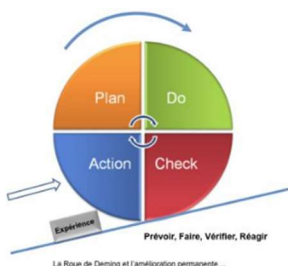 Plan
Do
Action
Check
Expérience
Prévoir, Faire, Vérifier, Réagir
La Roue de Deming et l'amélioration permanente...